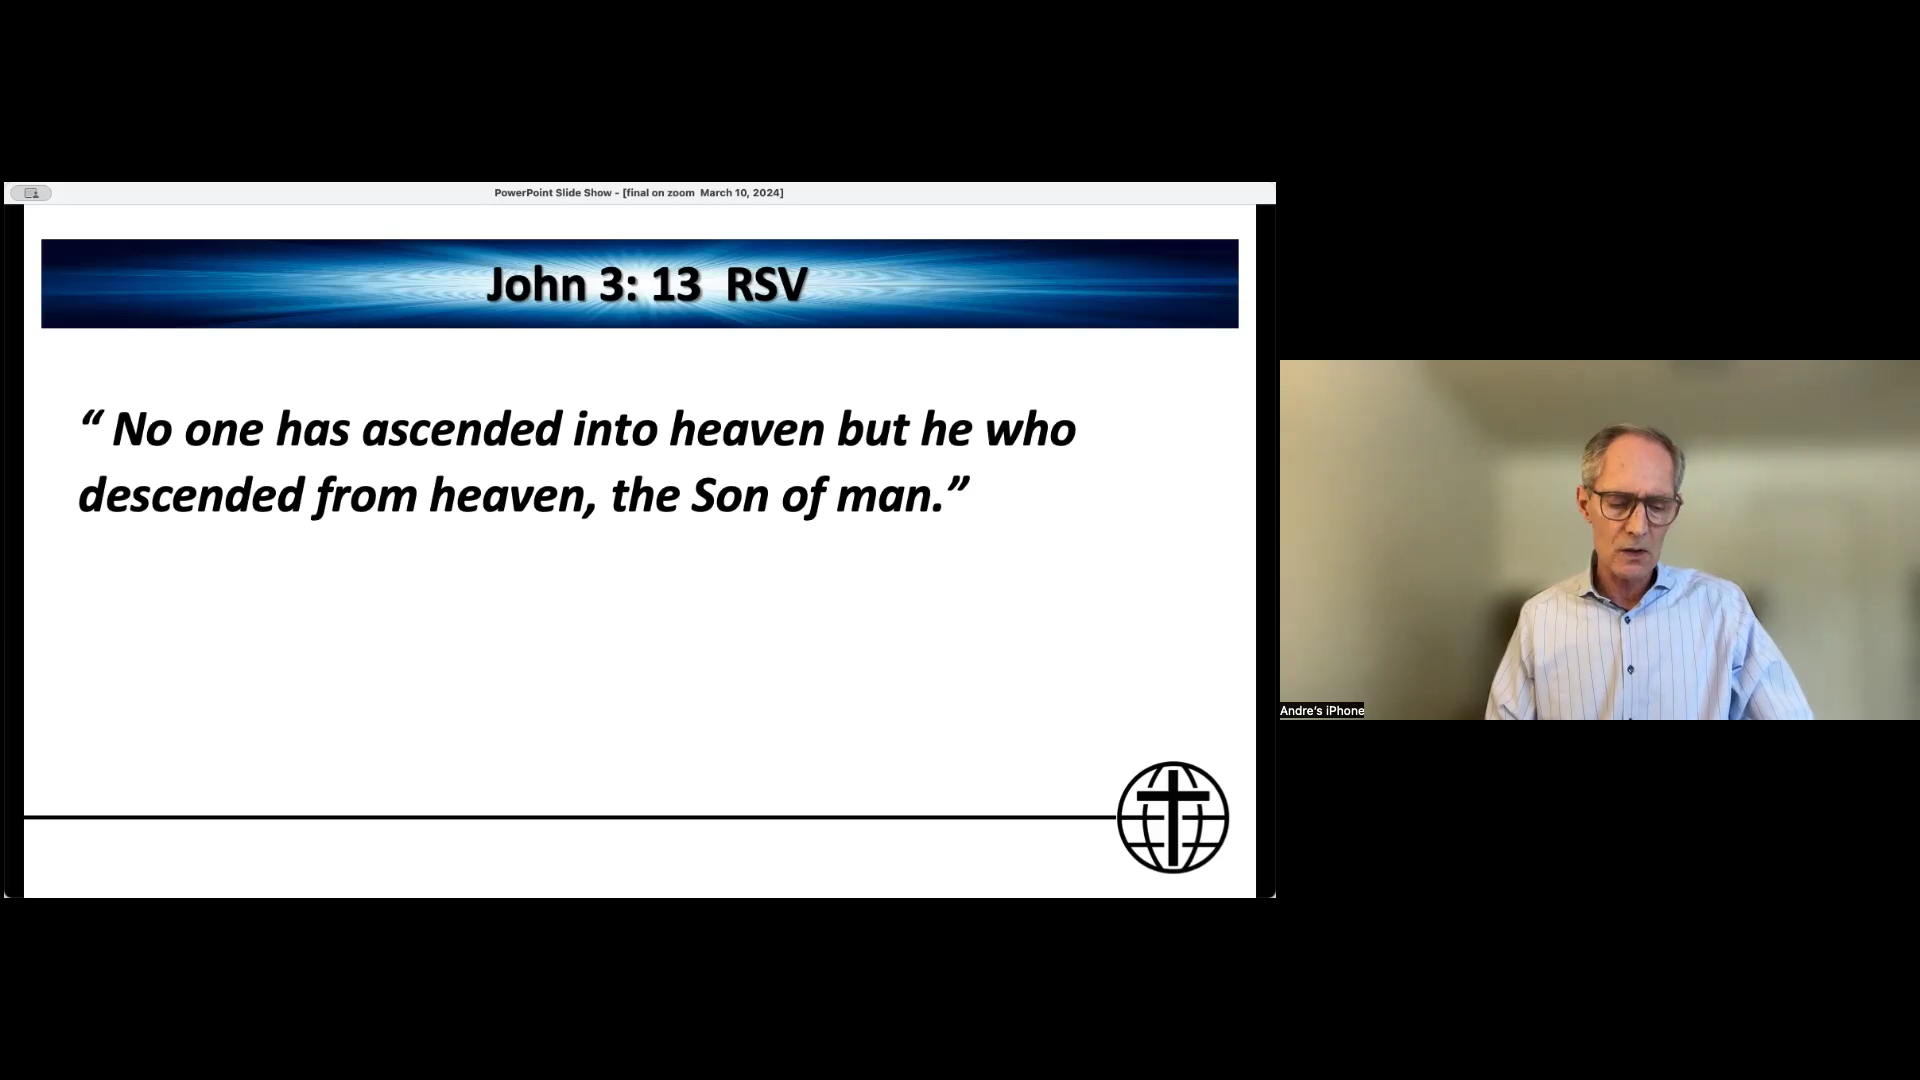 PowerPoint Slide Show - [final on zoom  March 10, 2024]
John 3: 13  RSV
“ No one has ascended into heaven but he who
descended from heaven, the Son of man.”
Andre’s iPhone